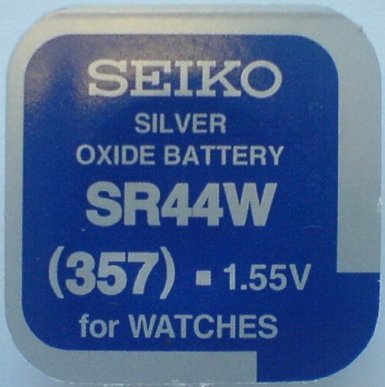 SEIKO
SILVER
OXIDE BATTERY
SR44W
(357) ▪ 1.55V
for WATCHES